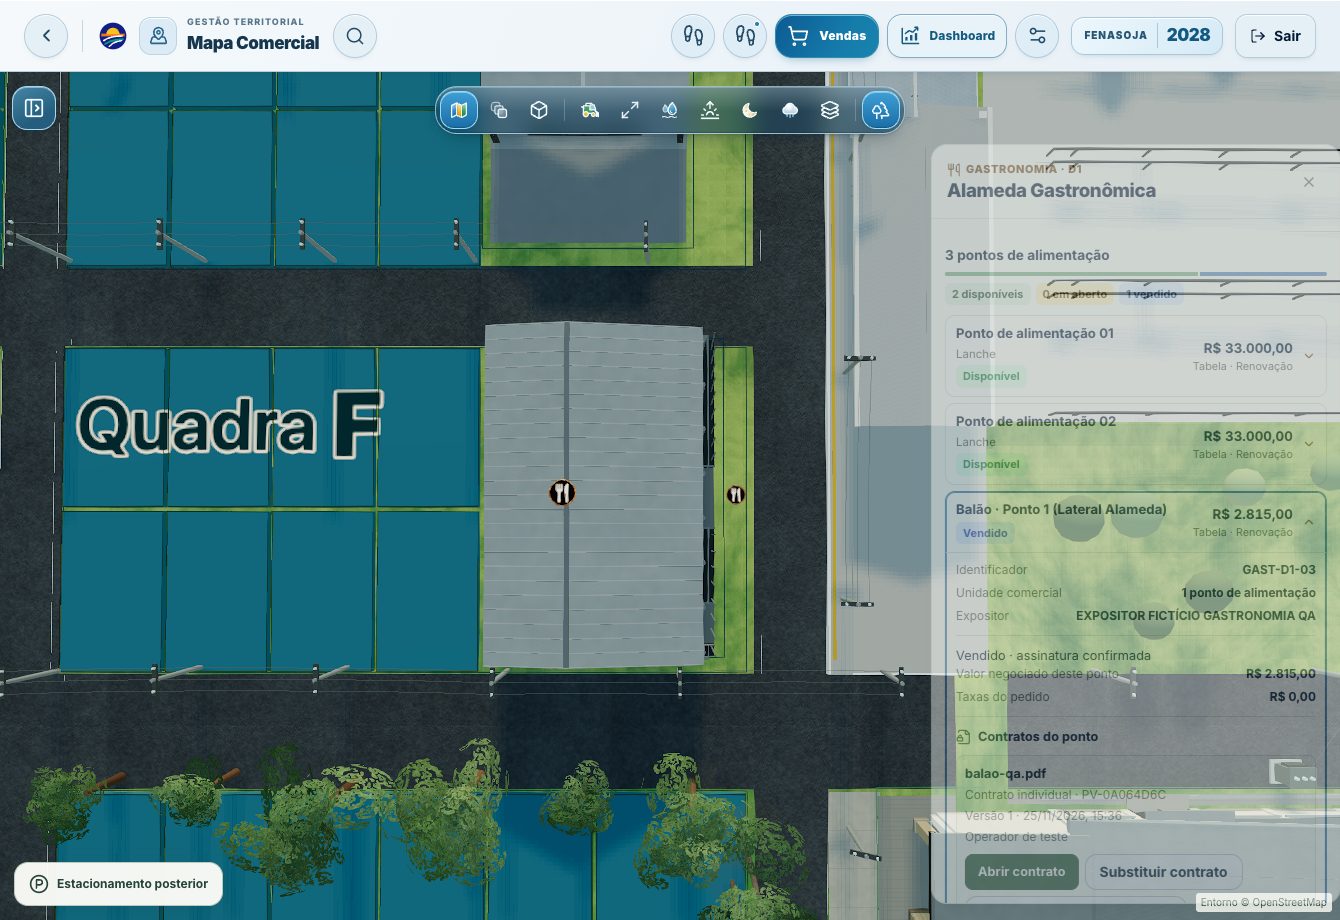 GESTÃO TERRITORIAL
Mapa Comercial
Vendas
Dashboard
FENASOJA 2028
Sair
GASTRONOMIA · D1
Alameda Gastronômica
3 pontos de alimentação
2 disponíveis
0 em aberto
1 vendido
Ponto de alimentação 01
Lanche
Disponível
R$ 33.000,00
Tabela · Renovação
Ponto de alimentação 02
Lanche
Disponível
R$ 33.000,00
Tabela · Renovação
Balão · Ponto 1 (Lateral Alameda)
Vendido
R$ 2.815,00
Tabela · Renovação
Identificador GAST-D1-03
Unidade comercial 1 ponto de alimentação
Expositor EXPOSITOR FICTÍCIO GASTRONOMIA QA
Vendido · assinatura confirmada
Valor negociado deste ponto R$ 2.815,00
Taxas do pedido R$ 0,00
Contratos do ponto
balao-qa.pdf
Contrato individual · PV-0A064D6C
Versão 1 · 25/11/2026, 15:36
Operador de teste
Abrir contrato
Substituir contrato
Quadra F
P Estacionamento posterior
Entorno © OpenStreetMap